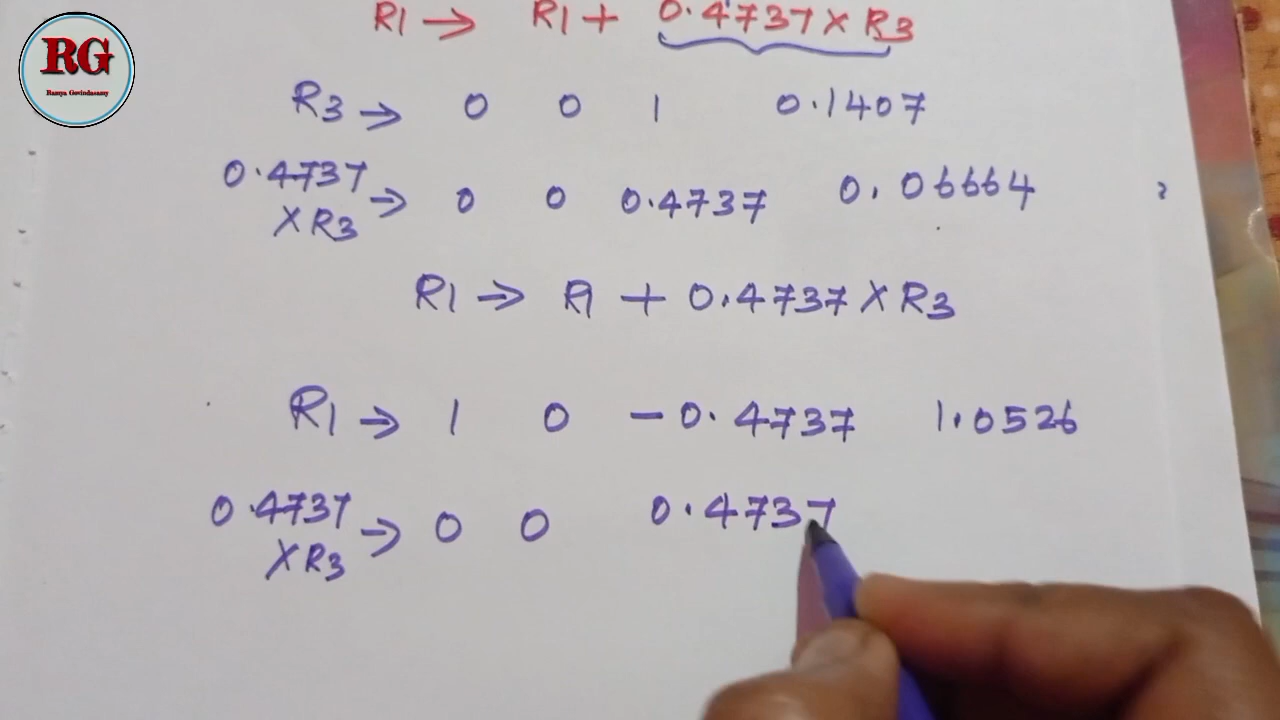 RG
Ramya Govindasamy
R1 → R1 + 0.4737 × R3
R3 → 0 0 1 0.1407
0.4737 × R3 → 0 0 0.4737 0.06664
R1 → R1 + 0.4737 × R3
R1 → 1 0 -0.4737 1.0526
0.4737 × R3 → 0 0 0.4737